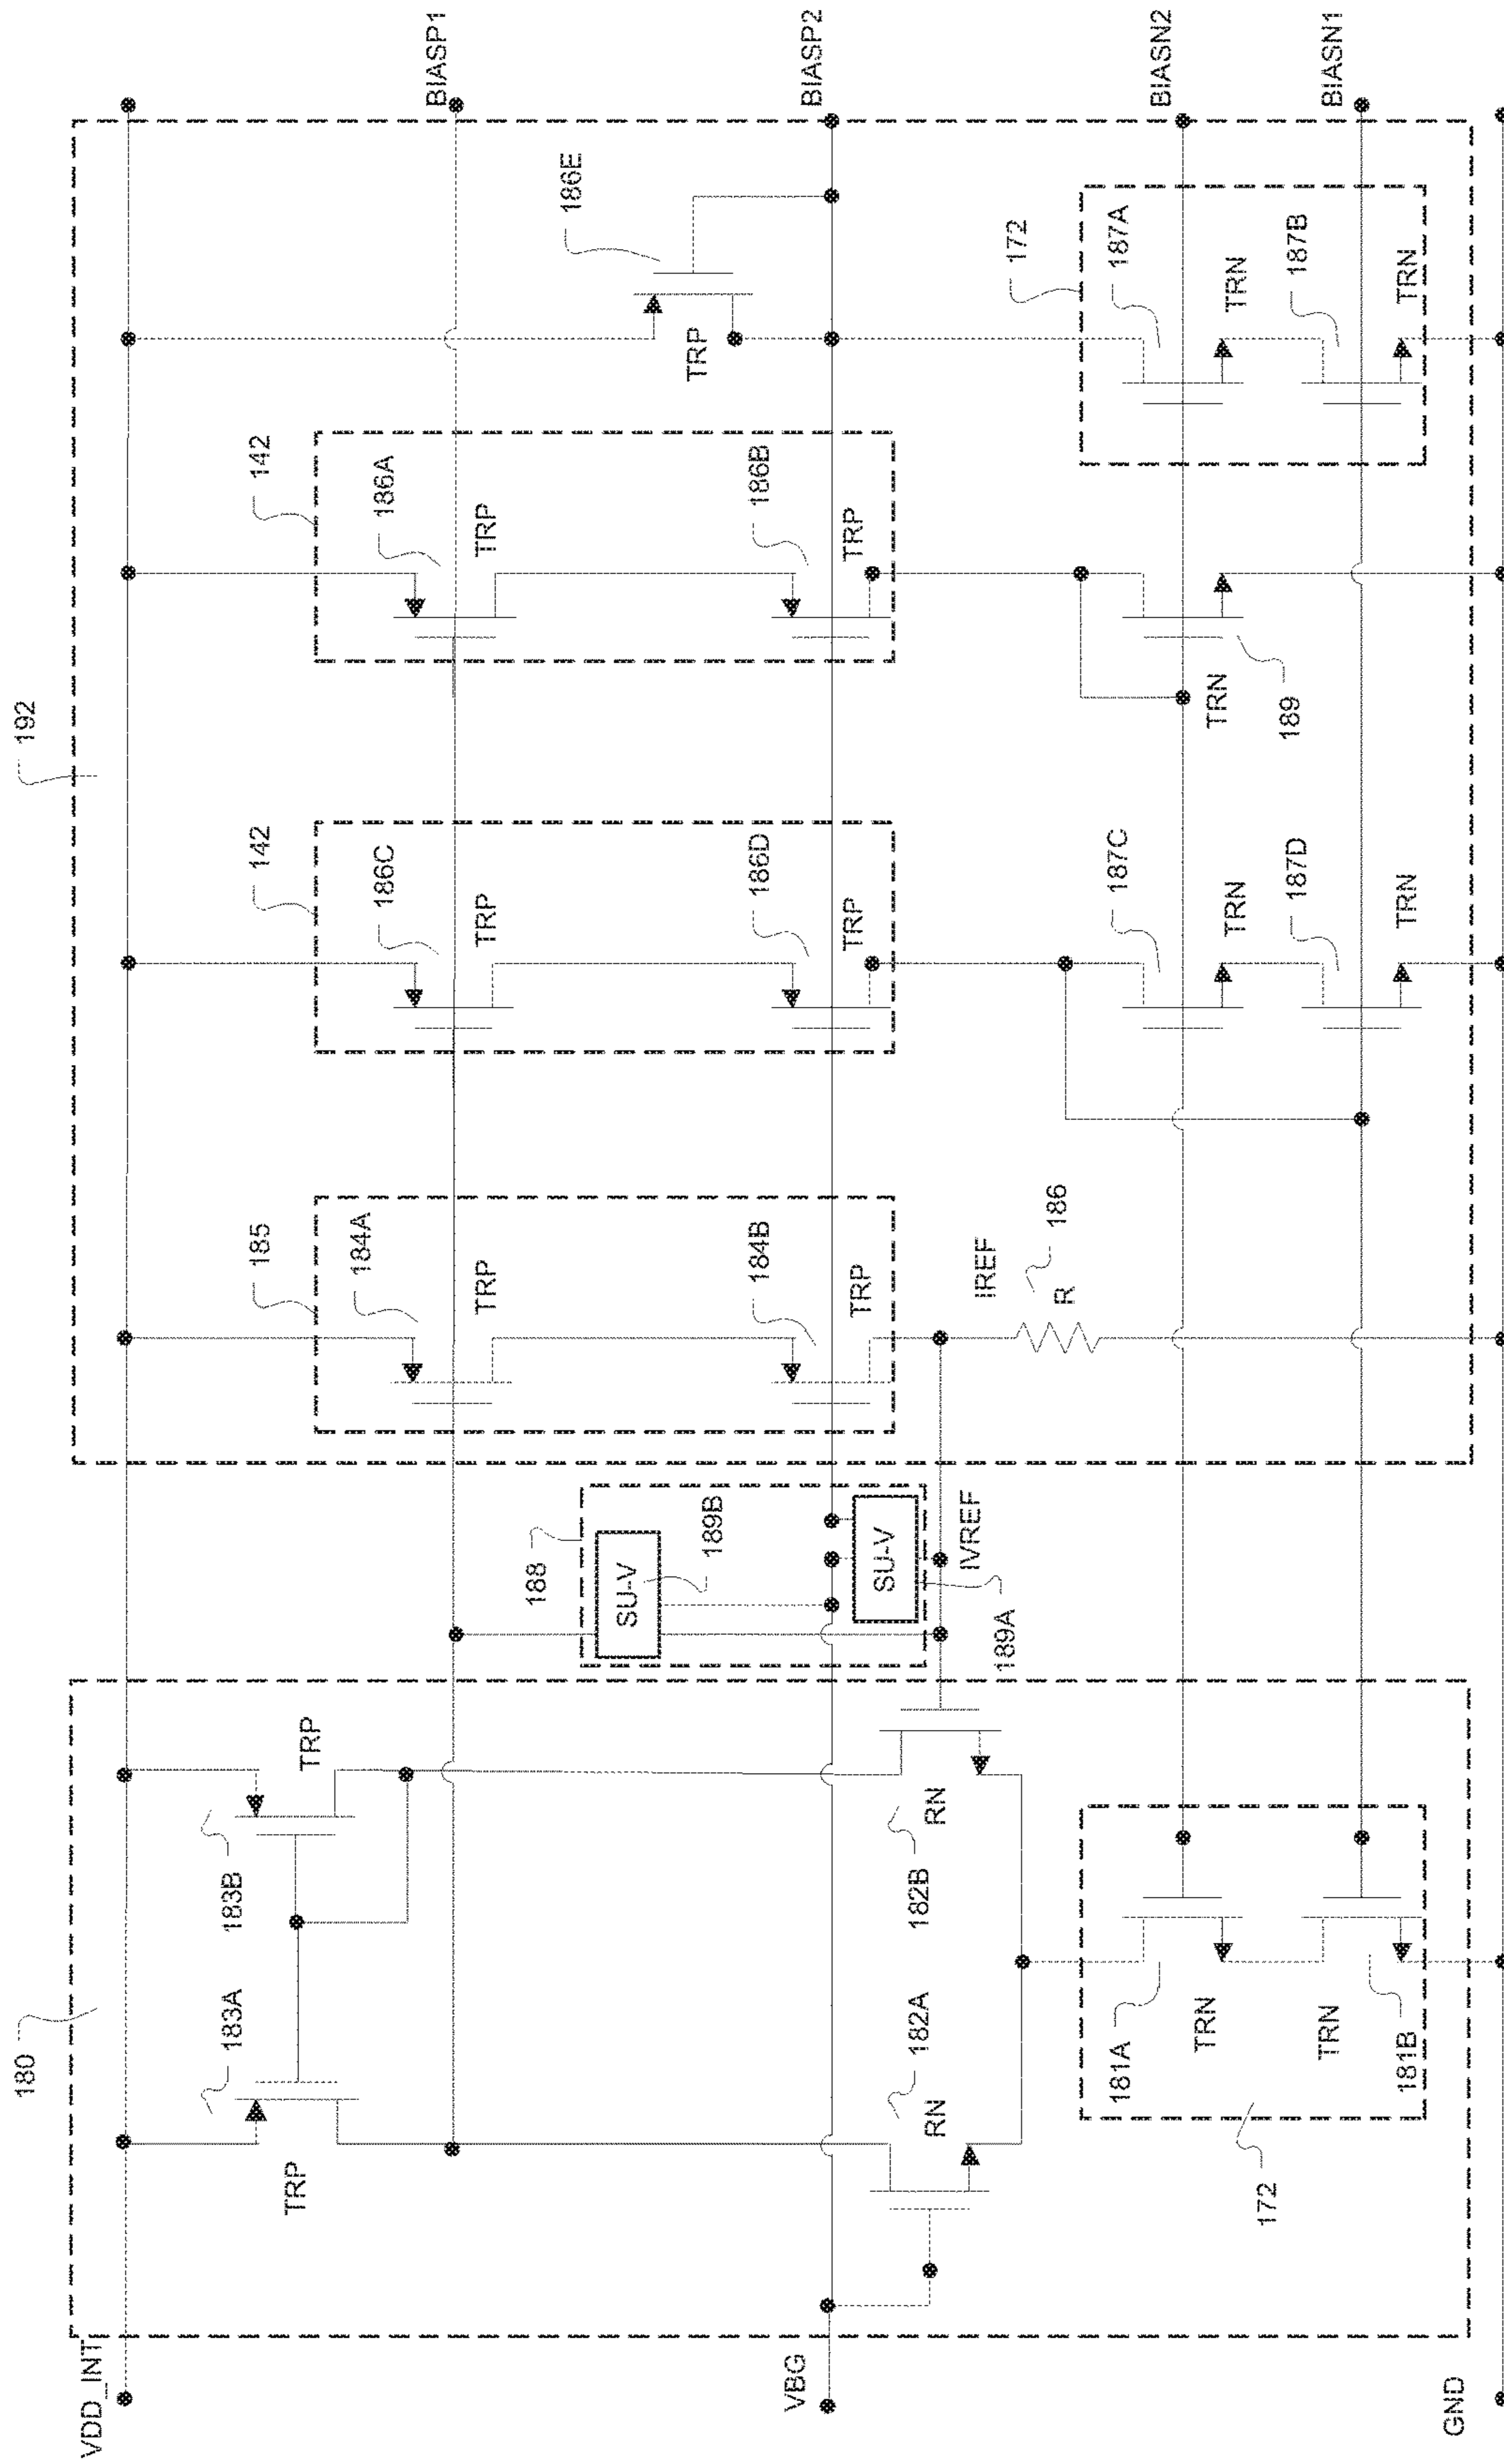 180
192
VDD_INT
VBG
GND
183A
TRP
183B
TRP
182A
RN
182B
RN
181A
TRN
TRN
181B
172
188
SU-V
189B
SU-V
189A
IVREF
185
184A
TRP
184B
TRP
IREF
186
R
142
186C
TRP
186D
TRP
187C
TRN
187D
TRN
142
186A
TRP
186B
TRP
TRN
189
186E
TRP
172
187A
TRN
187B
TRN
BIASP1
BIASP2
BIASN2
BIASN1